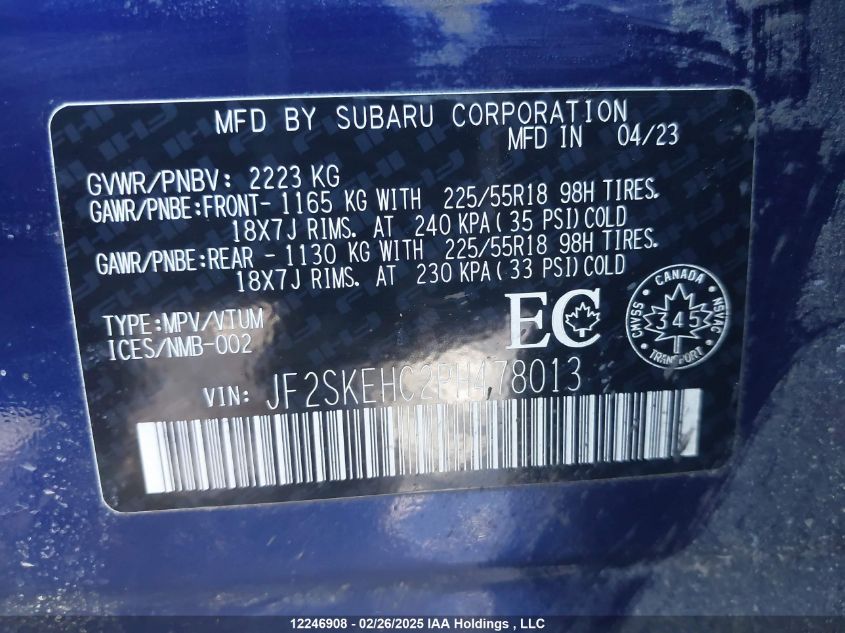 MFD BY SUBARU CORPORATION
MFD IN 04/23
GVWR/PNBV: 2223 KG
GAWR/PNBE:FRONT- 1165 KG WITH 225/55R18 98H TIRES.
18X7J RIMS. AT 240 KPA(35 PSI)COLD
GAWR/PNBE:REAR - 1130 KG WITH 225/55R18 98H TIRES.
18X7J RIMS. AT 230 KPA(33 PSI)COLD
TYPE:MPV/VTUM
ICES/NMB-002
EC
CANADA
CMVSS
345
NSVAC
TRANSPORT
VIN: JF2SKEHC2PH478013
12246908 - 02/26/2025 IAA Holdings , LLC